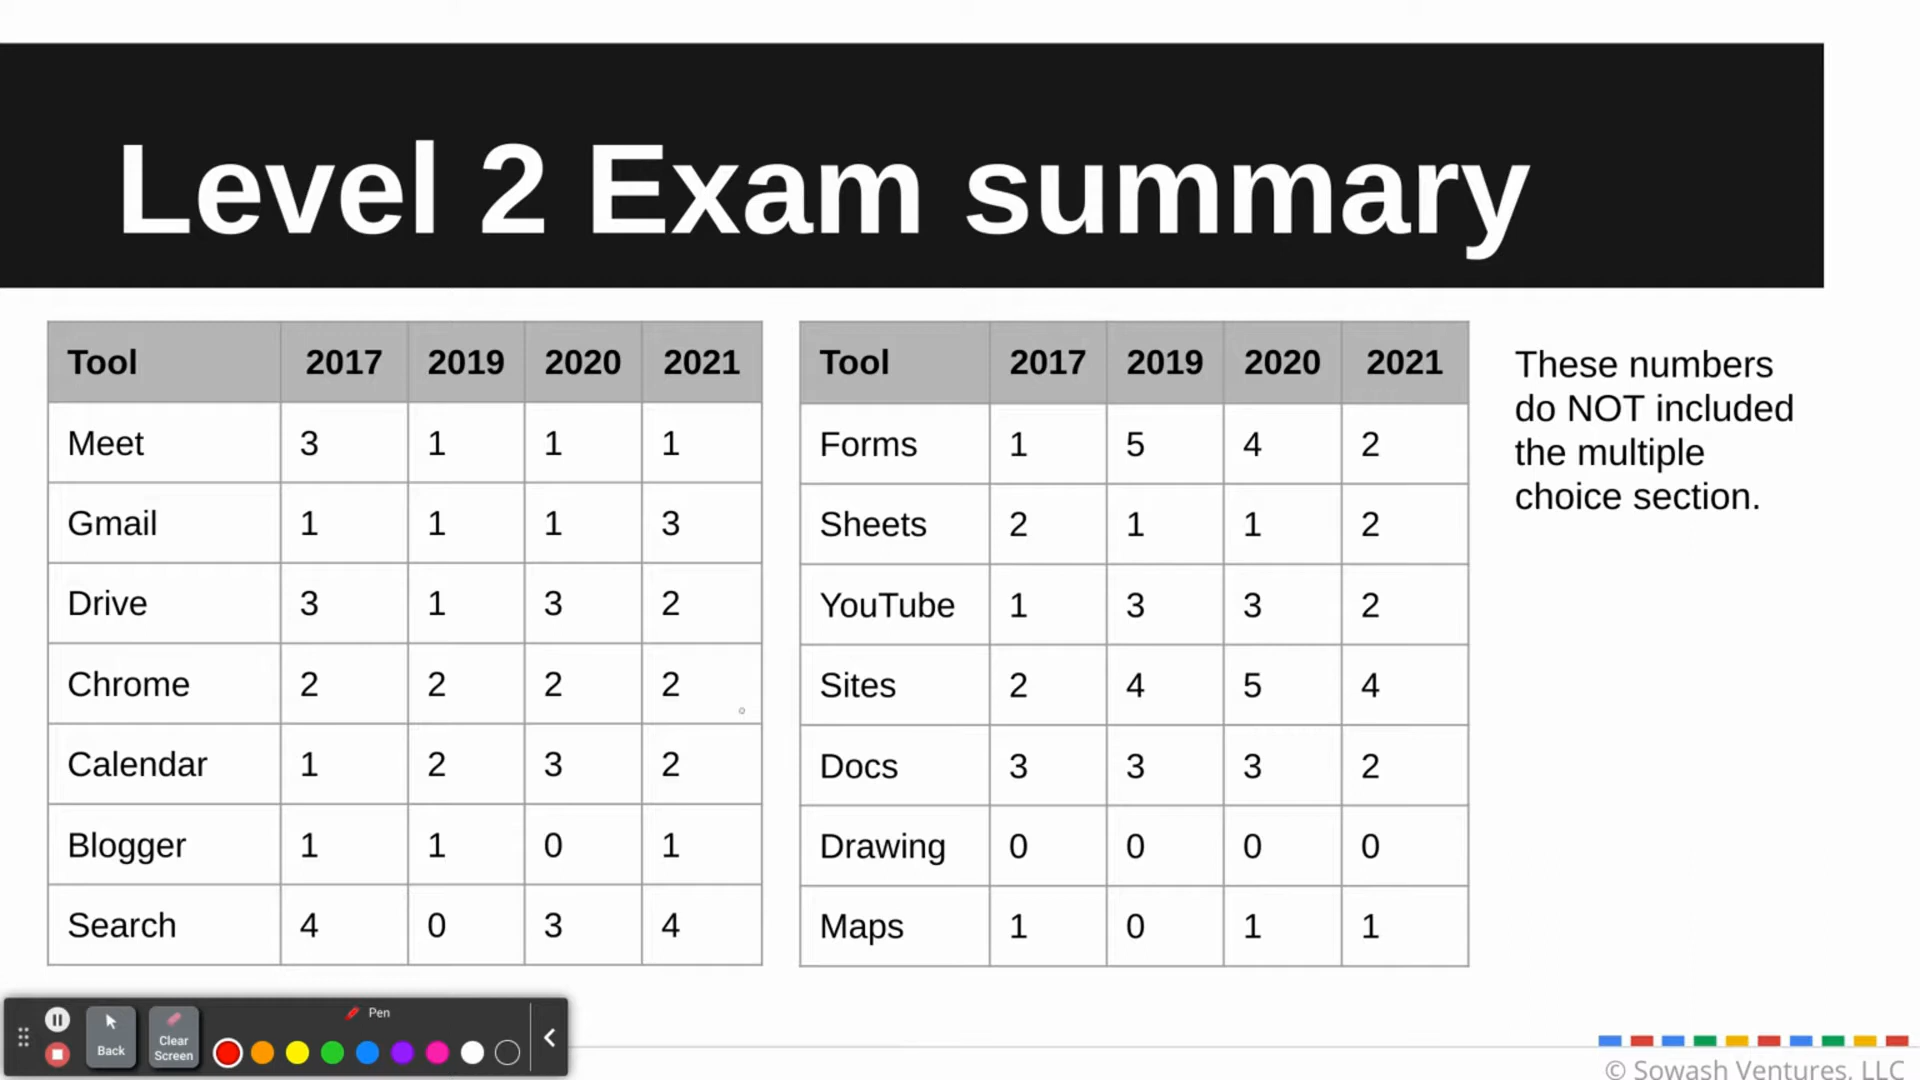 Level 2 Exam summary
Tool 2017 2019 2020 2021
Meet 3 1 1 1
Gmail 1 1 1 3
Drive 3 1 3 2
Chrome 2 2 2 2
Calendar 1 2 3 2
Blogger 1 1 0 1
Search 4 0 3 4
Tool 2017 2019 2020 2021
Forms 1 5 4 2
Sheets 2 1 1 2
YouTube 1 3 3 2
Sites 2 4 5 4
Docs 3 3 3 2
Drawing 0 0 0 0
Maps 1 0 1 1
These numbers
do NOT included
the multiple
choice section.
Pen
Back
Clear
Screen
© Sowash Ventures, LLC